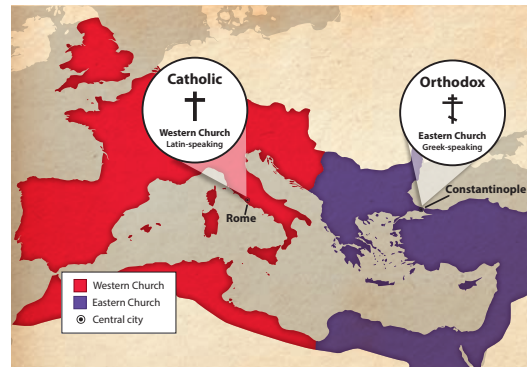 Catholic
Western Church
Latin-speaking
Orthodox
Eastern Church
Greek-speaking
Constantinople
Rome
Western Church
Eastern Church
Central city